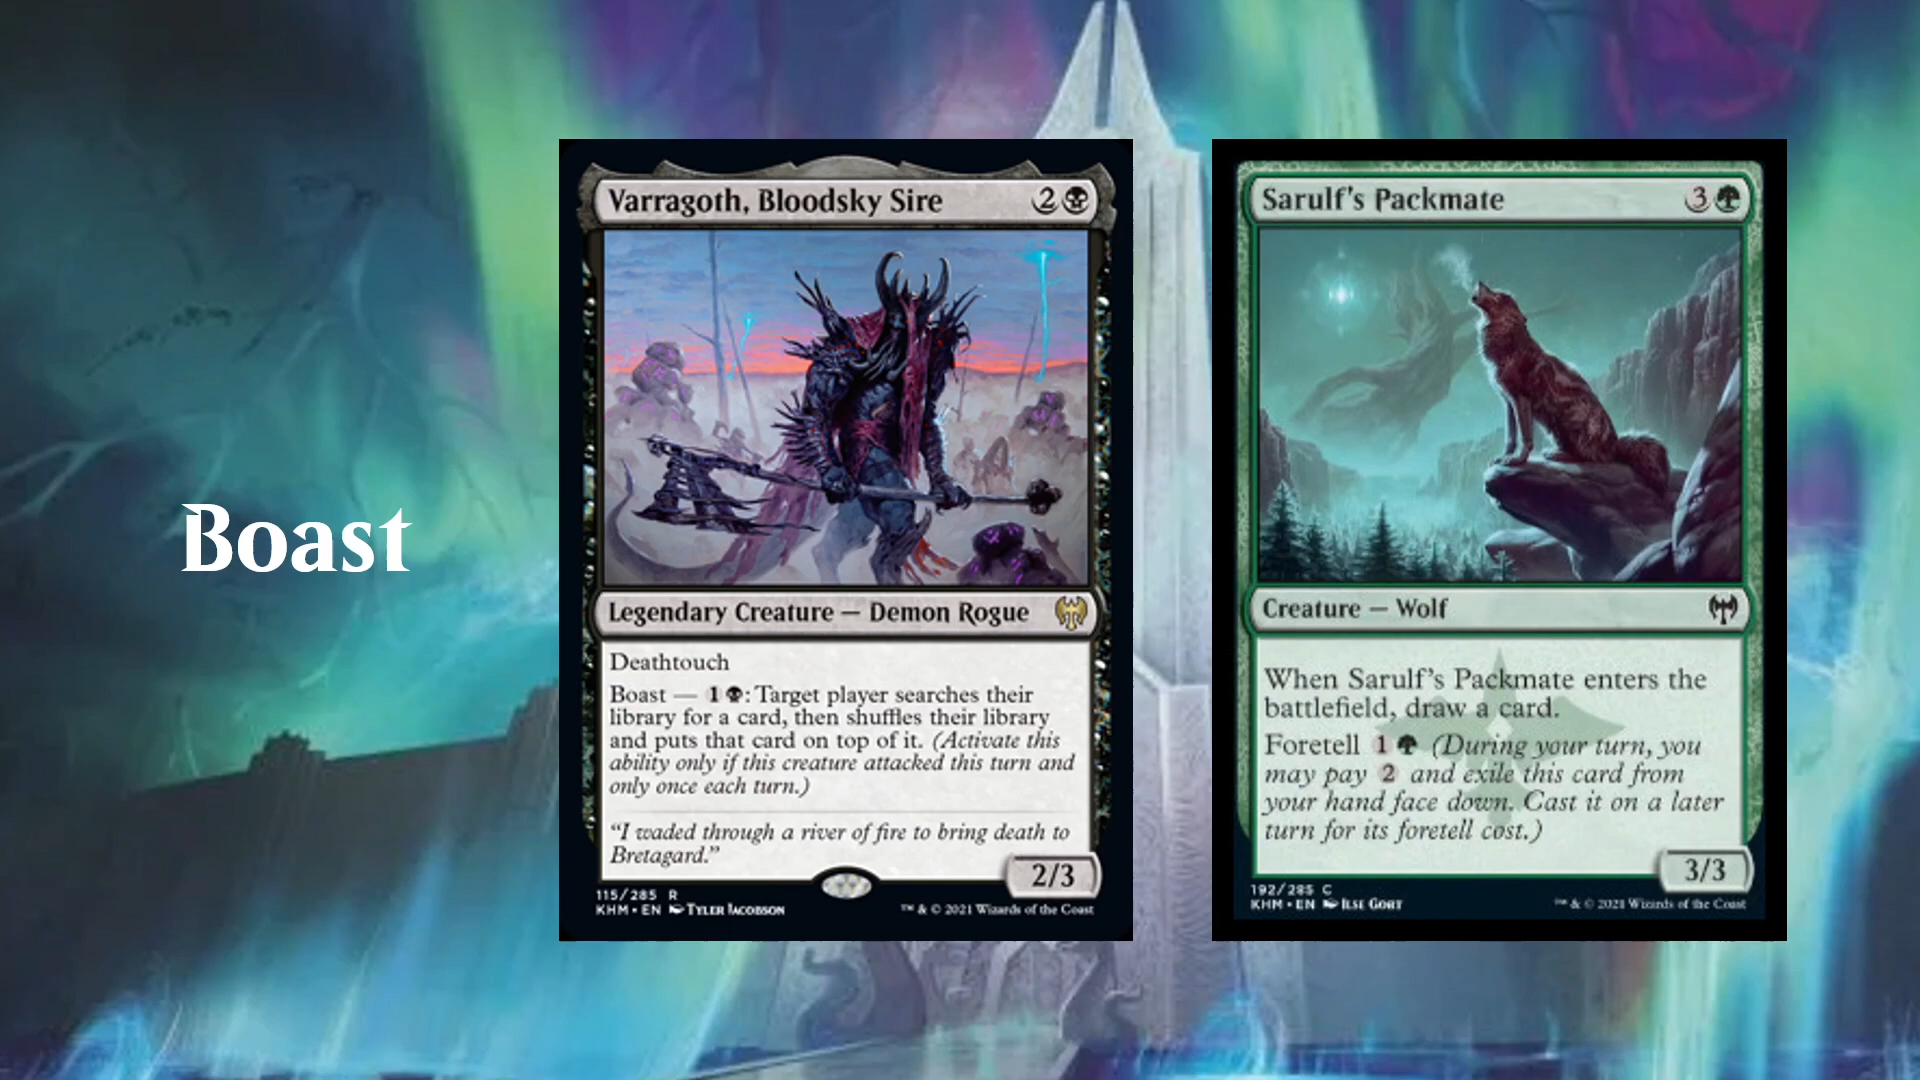 Boast
Varragoth, Bloodsky Sire 2
Legendary Creature — Demon Rogue
Deathtouch
Boast — 1 : Target player searches their
library for a card, then shuffles their library
and puts that card on top of it. (Activate this
ability only if this creature attacked this turn and
only once each turn.)
“I waded through a river of fire to bring death to
Bretagard.”
2/3
115/285 R
KHM • EN Tyler Jacobson
™ & © 2021 Wizards of the Coast
Sarulf's Packmate 3
Creature — Wolf
When Sarulf's Packmate enters the
battlefield, draw a card.
Foretell 1 (During your turn, you
may pay 2 and exile this card from
your hand face down. Cast it on a later
turn for its foretell cost.)
3/3
192/285 C
KHM • EN Ilse Gort
™ & © 2021 Wizards of the Coast